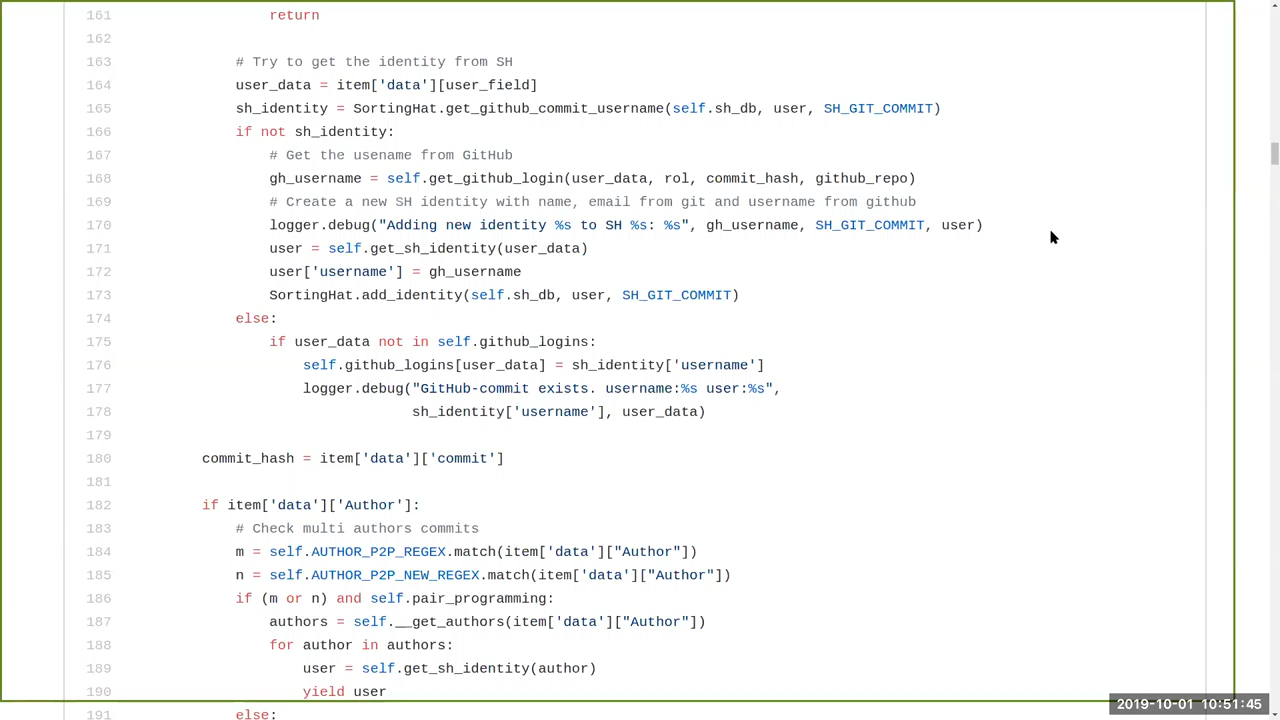 161                   return
162
163               # Try to get the identity from SH
164               user_data = item['data'][user_field]
165               sh_identity = SortingHat.get_github_commit_username(self.sh_db, user, SH_GIT_COMMIT)
166               if not sh_identity:
167                   # Get the usename from GitHub
168                   gh_username = self.get_github_login(user_data, rol, commit_hash, github_repo)
169                   # Create a new SH identity with name, email from git and username from github
170                   logger.debug("Adding new identity %s to SH %s: %s", gh_username, SH_GIT_COMMIT, user)
171                   user = self.get_sh_identity(user_data)
172                   user['username'] = gh_username
173                   SortingHat.add_identity(self.sh_db, user, SH_GIT_COMMIT)
174               else:
175                   if user_data not in self.github_logins:
176                       self.github_logins[user_data] = sh_identity['username']
177                       logger.debug("GitHub-commit exists. username:%s user:%s",
178                                    sh_identity['username'], user_data)
179
180           commit_hash = item['data']['commit']
181
182           if item['data']['Author']:
183               # Check multi authors commits
184               m = self.AUTHOR_P2P_REGEX.match(item['data']["Author"])
185               n = self.AUTHOR_P2P_NEW_REGEX.match(item['data']["Author"])
186               if (m or n) and self.pair_programming:
187                   authors = self.__get_authors(item['data']["Author"])
188                   for author in authors:
189                       user = self.get_sh_identity(author)
190                       yield user
191               else:
2019-10-01 10:51:45